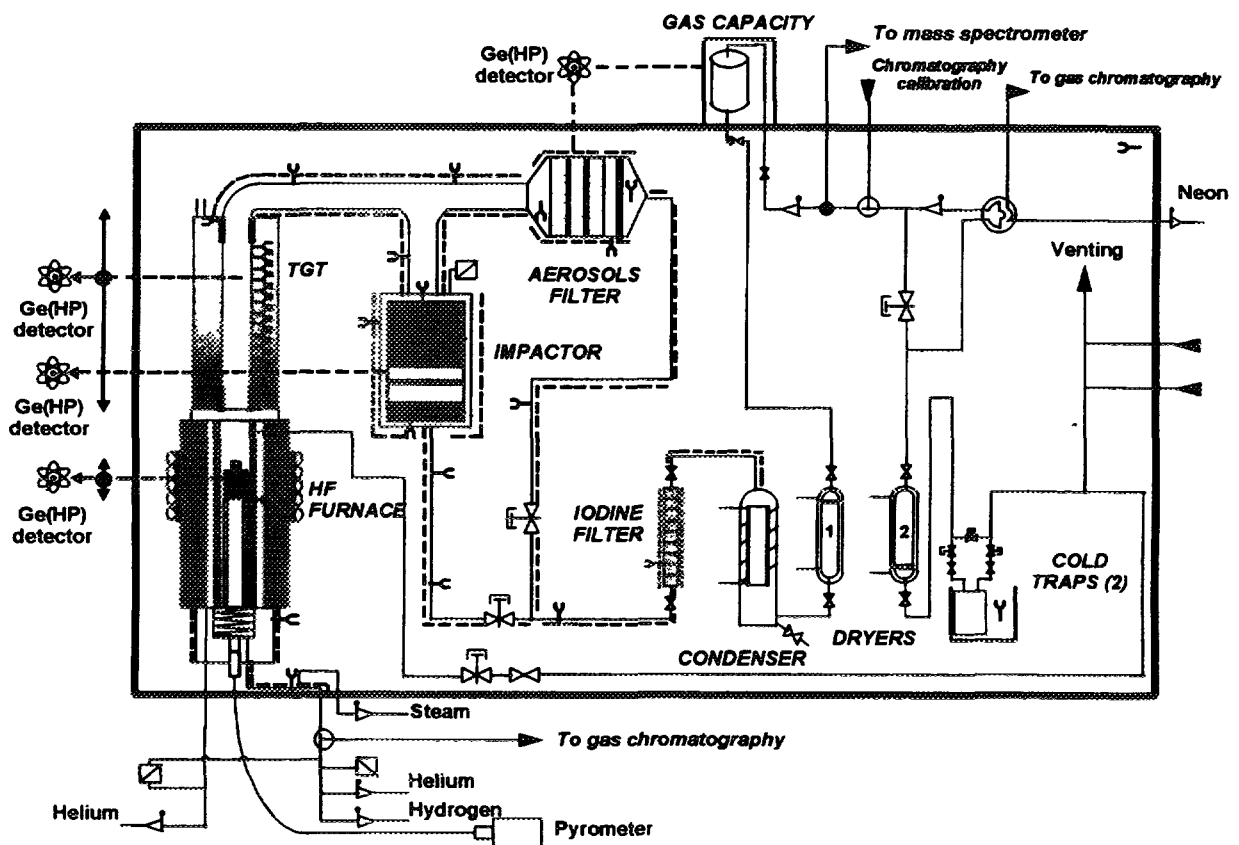 GAS CAPACITY
To mass spectrometer
Ge(HP)
detector
Chromatography
calibration
To gas chromatography
Neon
TGT
AEROSOLS
FILTER
Venting
Ge(HP)
detector
IMPACTOR
Ge(HP)
detector
HF
FURNACE
IODINE
FILTER
Ge(HP)
detector
1
2
COLD
TRAPS (2)
DRYERS
CONDENSER
Steam
To gas chromatography
Helium
Helium
Hydrogen
Pyrometer